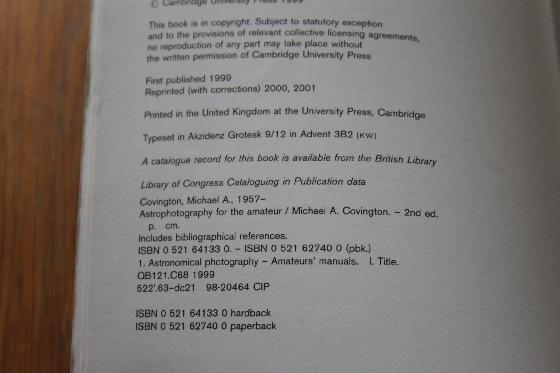 © Cambridge University Press 1999
This book is in copyright. Subject to statutory exception
and to the provisions of relevant collective licensing agreements,
no reproduction of any part may take place without
the written permission of Cambridge University Press
First published 1999
Reprinted (with corrections) 2000, 2001
Printed in the United Kingdom at the University Press, Cambridge
Typeset in Akzidenz Grotesk 9/12 in Advent 3B2 [KW]
A catalogue record for this book is available from the British Library
Library of Congress Cataloguing in Publication data
Covington, Michael A., 1957–
Astrophotography for the amateur / Michael A. Covington. – 2nd ed.
p. cm.
Includes bibliographical references.
ISBN 0 521 64133 0. – ISBN 0 521 62740 0 (pbk.)
1. Astronomical photography – Amateurs' manuals. I. Title.
QB121.C68 1999
522'.63–dc21 98-20464 CIP
ISBN 0 521 64133 0 hardback
ISBN 0 521 62740 0 paperback